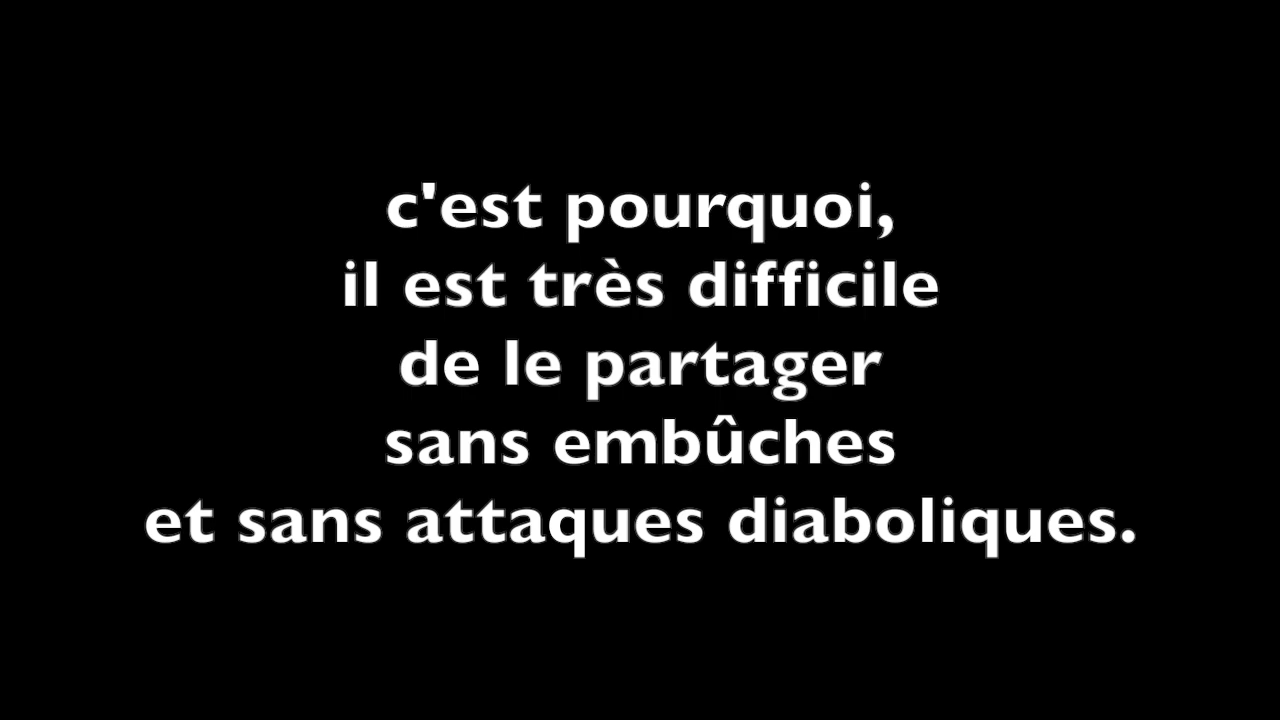 c'est pourquoi,
il est très difficile
de le partager
sans embûches
et sans attaques diaboliques.